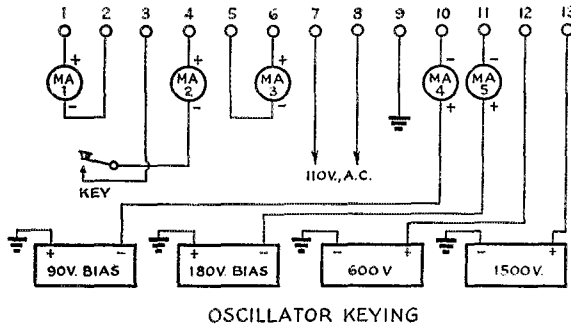 1 2 3 4 5 6 7 8 9 10 11 12 13
+ + + - -
MA 1 MA 2 MA 3 MA 4 MA 5
- - - + +
KEY
110V., A.C.
+ - + - - + - +
90V. BIAS 180V. BIAS 600V 1500V.
OSCILLATOR KEYING